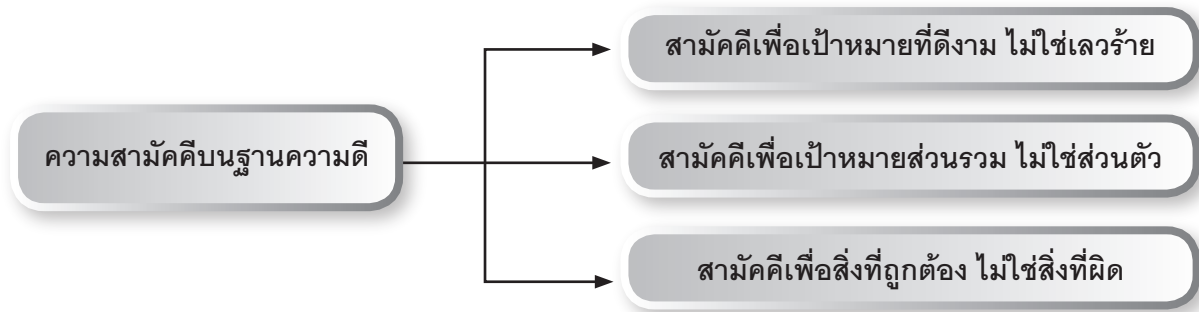 สามัคคีเพื่อเป้าหมายที่ดีงาม ไม่ใช่เลวร้าย
ความสามัคคีบนฐานความดี
สามัคคีเพื่อเป้าหมายส่วนรวม ไม่ใช่ส่วนตัว
สามัคคีเพื่อสิ่งที่ถูกต้อง ไม่ใช่สิ่งที่ผิด